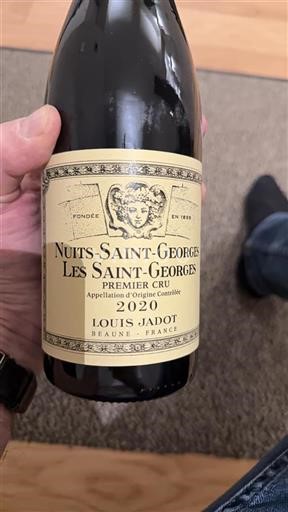 FONDÉE EN 1859
NUITS-SAINT-GEORGES
LES SAINT-GEORGES
PREMIER CRU
Appellation d'Origine Contrôlée
2020
LOUIS JADOT
BEAUNE - FRANCE